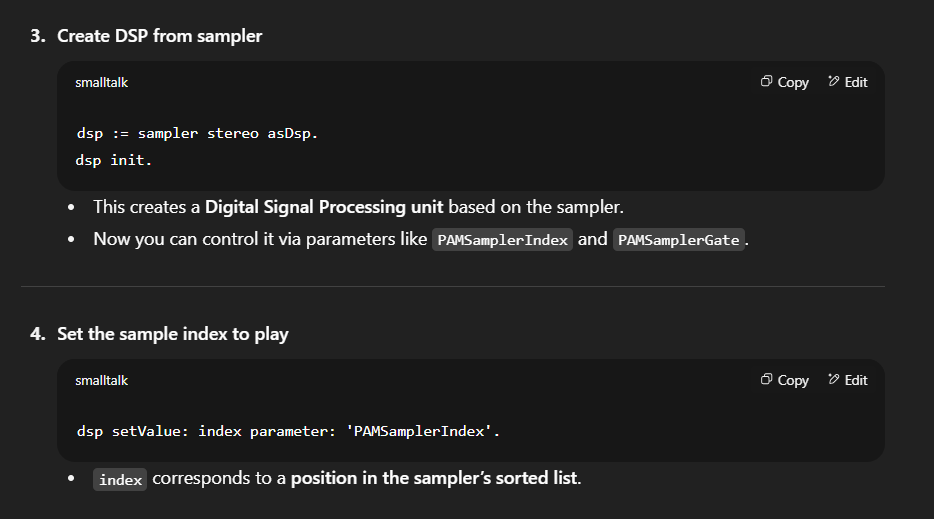 3. Create DSP from sampler
smalltalk
Copy Edit
dsp := sampler stereo asDsp.
dsp init.
• This creates a Digital Signal Processing unit based on the sampler.
• Now you can control it via parameters like PAMSamplerIndex and PAMSamplerGate.
4. Set the sample index to play
smalltalk
Copy Edit
dsp setValue: index parameter: 'PAMSamplerIndex'.
• index corresponds to a position in the sampler’s sorted list.